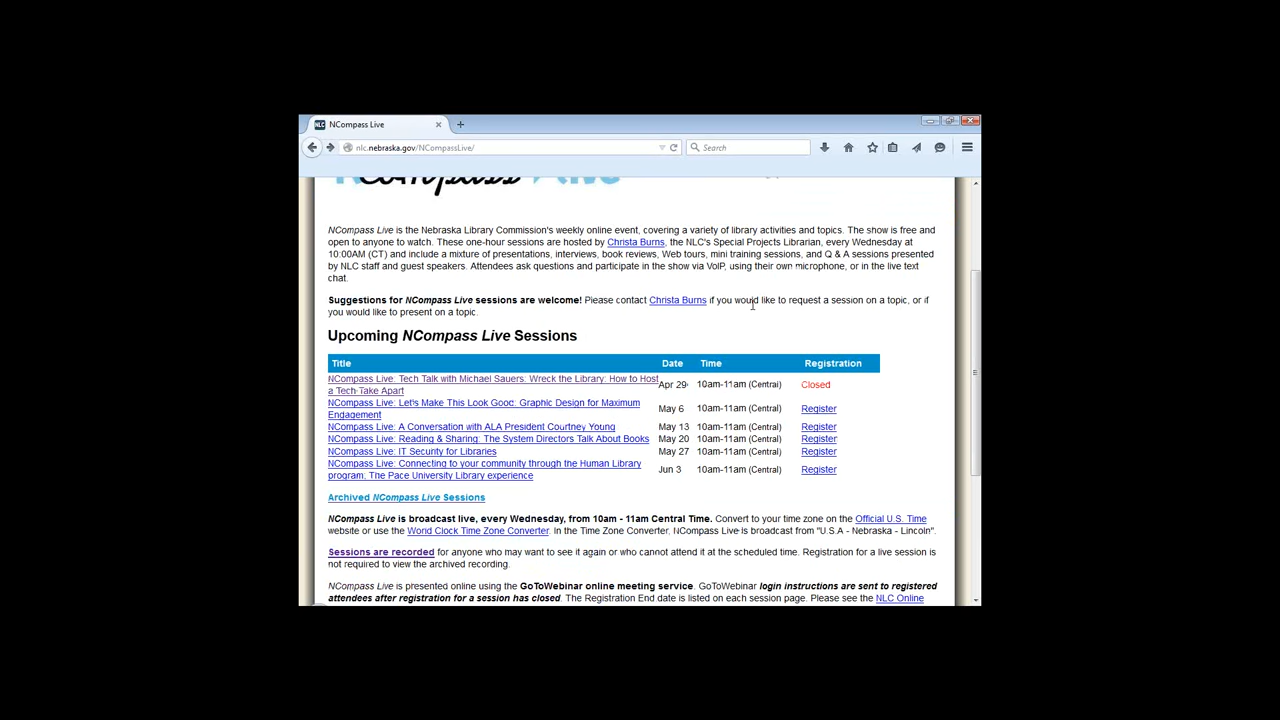 NCompass Live
nlc.nebraska.gov/NCompassLive/
Search
NCompass Live
NCompass Live is the Nebraska Library Commission's weekly online event, covering a variety of library activities and topics. The show is free and
open to anyone to watch. These one-hour sessions are hosted by Christa Burns, the NLC's Special Projects Librarian, every Wednesday at
10:00AM (CT) and include a mixture of presentations, interviews, book reviews, Web tours, mini training sessions, and Q & A sessions presented
by NLC staff and guest speakers. Attendees ask questions and participate in the show via VoIP, using their own microphone, or in the live text
chat.
Suggestions for NCompass Live sessions are welcome! Please contact Christa Burns if you would like to request a session on a topic, or if
you would like to present on a topic.
Upcoming NCompass Live Sessions
Title Date Time Registration
NCompass Live: Tech Talk with Michael Sauers: Wreck the Library: How to Host
a Tech Take Apart Apr 29 10am-11am (Central) Closed
NCompass Live: Let's Make This Look Good: Graphic Design for Maximum
Engagement May 6 10am-11am (Central) Register
NCompass Live: A Conversation with ALA President Courtney Young May 13 10am-11am (Central) Register
NCompass Live: Reading & Sharing: The System Directors Talk About Books May 20 10am-11am (Central) Register
NCompass Live: IT Security for Libraries May 27 10am-11am (Central) Register
NCompass Live: Connecting to your community through the Human Library
program: The Pace University Library experience Jun 3 10am-11am (Central) Register
Archived NCompass Live Sessions
NCompass Live is broadcast live, every Wednesday, from 10am - 11am Central Time. Convert to your time zone on the Official U.S. Time
website or use the World Clock Time Zone Converter. In the Time Zone Converter, NCompass Live is broadcast from "U.S.A - Nebraska - Lincoln".
Sessions are recorded for anyone who may want to see it again or who cannot attend it at the scheduled time. Registration for a live session is
not required to view the archived recording.
NCompass Live is presented online using the GoToWebinar online meeting service. GoToWebinar login instructions are sent to registered
attendees after registration for a session has closed. The Registration End date is listed on each session page. Please see the NLC Online